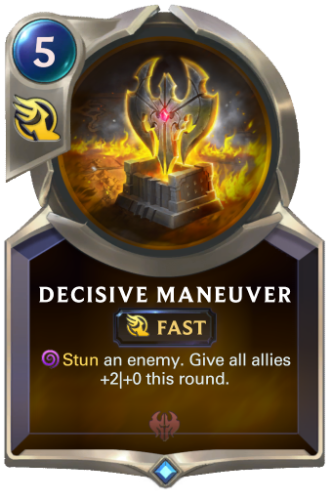 5
DECISIVE MANEUVER
FAST
Stun an enemy. Give all allies
+2|+0 this round.